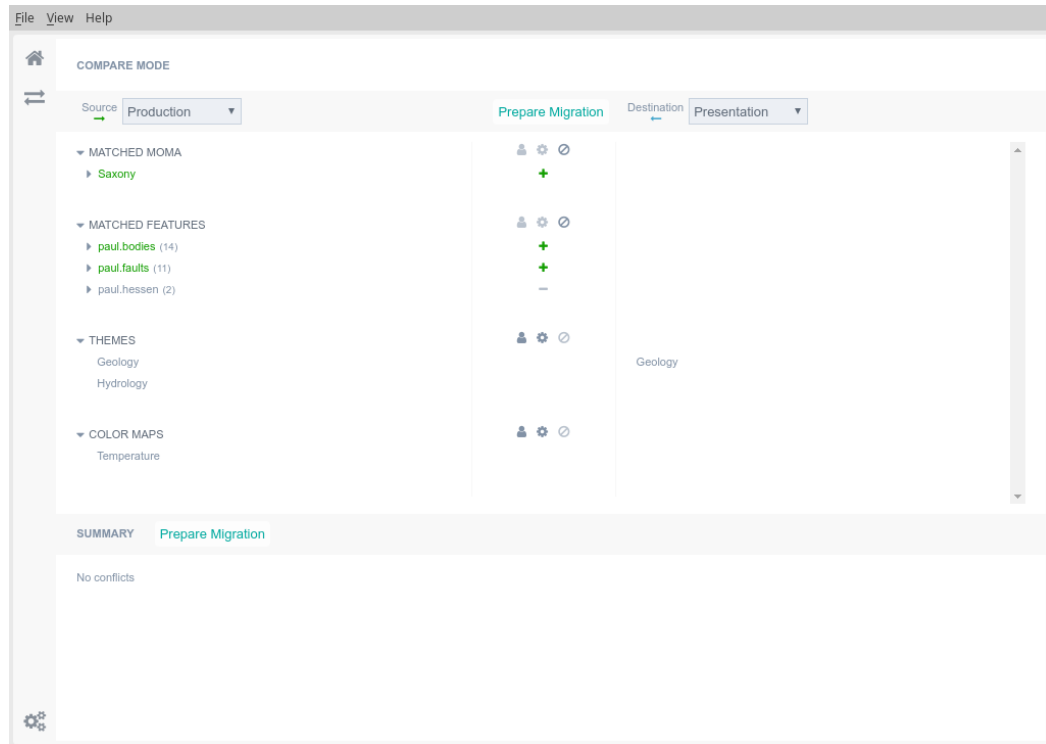 File View Help
COMPARE MODE
Source Production Prepare Migration Destination Presentation
MATCHED MOMA
Saxony
MATCHED FEATURES
paul.bodies (14)
paul.faults (11)
paul.hessen (2)
THEMES
Geology Geology
Hydrology
COLOR MAPS
Temperature
SUMMARY Prepare Migration
No conflicts